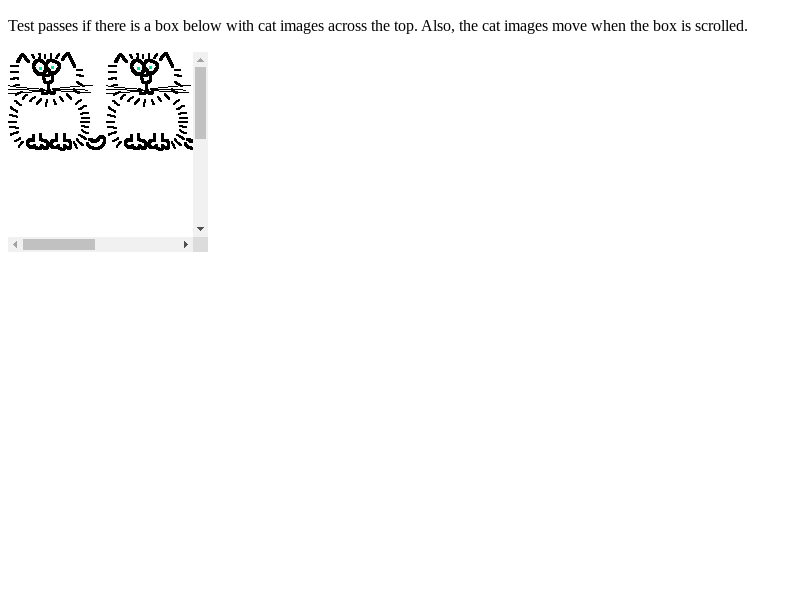 Test passes if there is a box below with cat images across the top. Also, the cat images move when the box is scrolled.